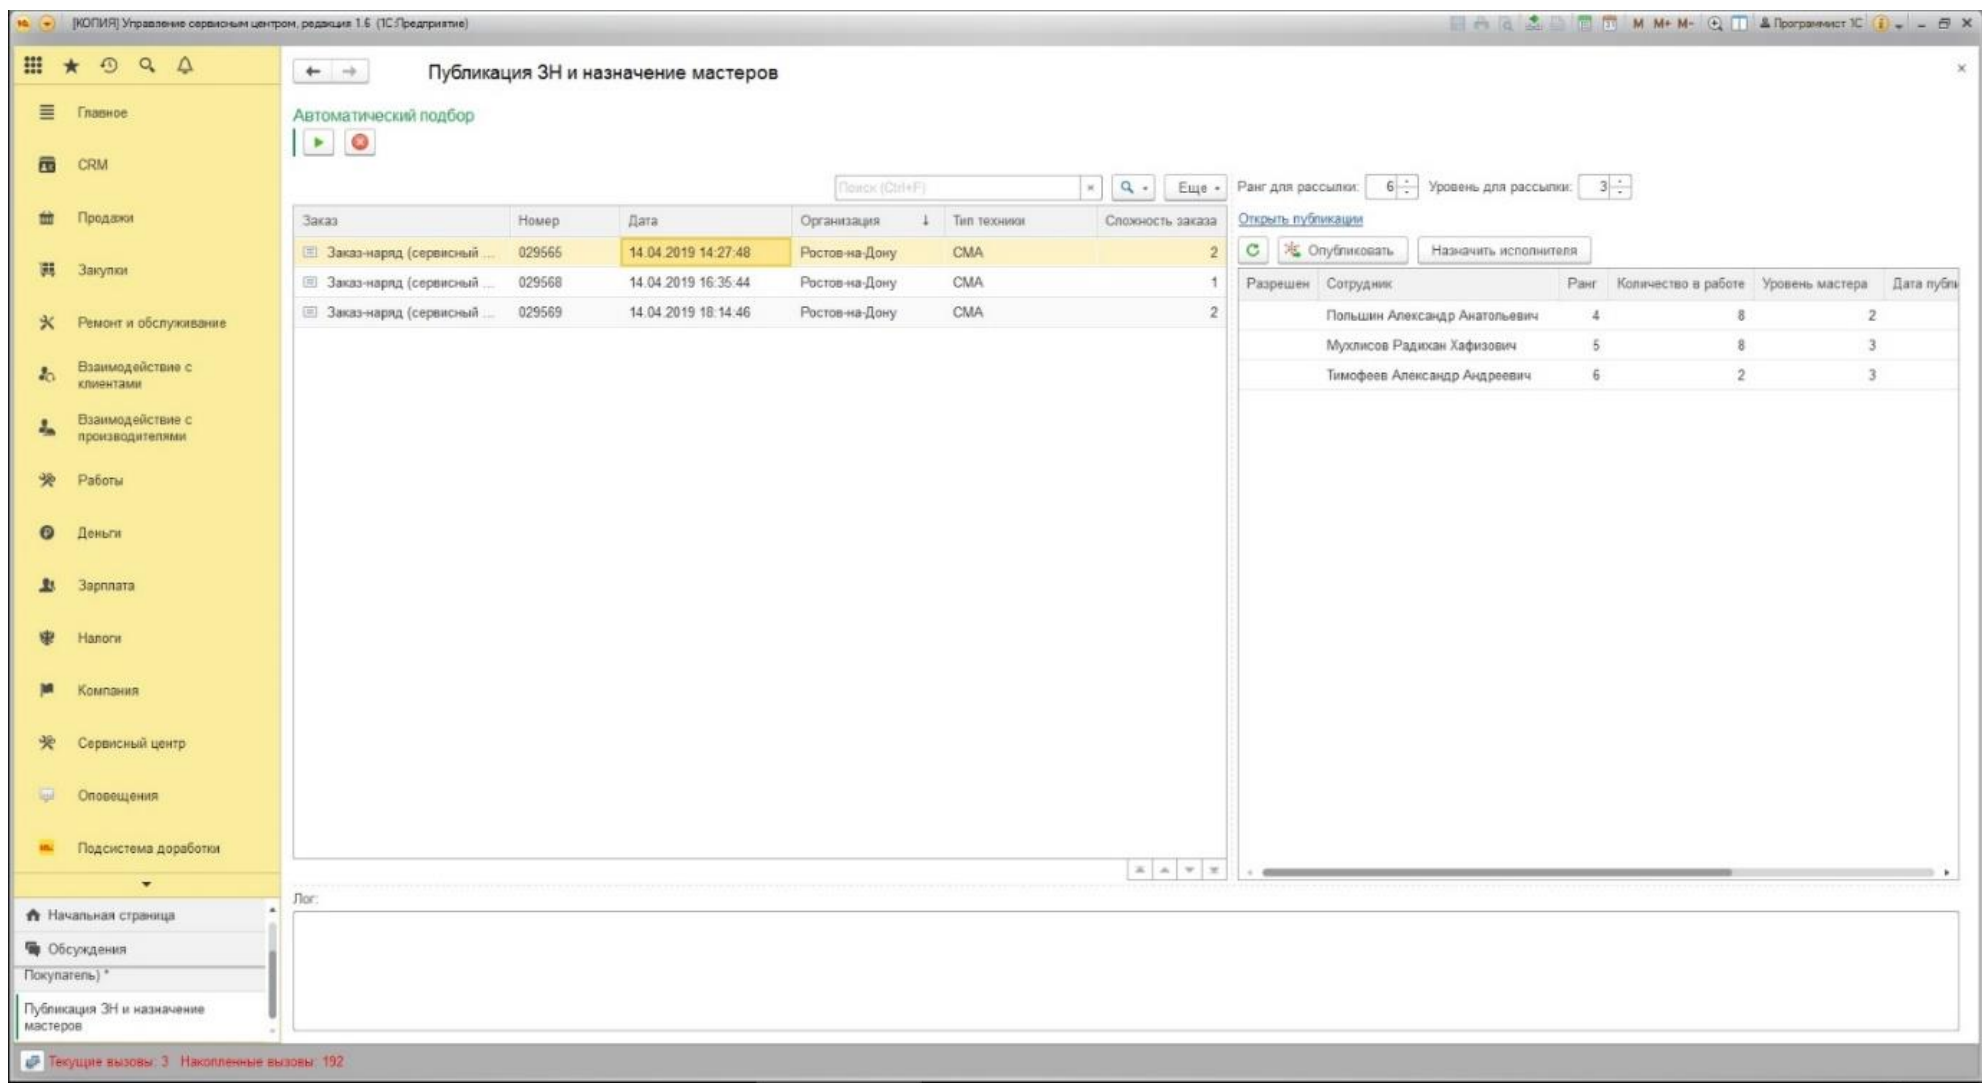 [КОПИЯ] Управление сервисным центром, редакция 1.6 (1С:Предприятие)
M M+ M- Программист 1С
Главное
CRM
Продажи
Закупки
Ремонт и обслуживание
Взаимодействие с
клиентами
Взаимодействие с
производителями
Работы
Деньги
Зарплата
Налоги
Компания
Сервисный центр
Оповещения
Подсистема доработки
Начальная страница
Обсуждения
Покупатель) *
Публикация ЗН и назначение
мастеров
Публикация ЗН и назначение мастеров
Автоматический подбор
Поиск (Ctrl+F)
Еще
Заказ Номер Дата Организация ↓ Тип техники Сложность заказа
Заказ-наряд (сервисный ... 029565 14.04.2019 14:27:48 Ростов-на-Дону СМА 2
Заказ-наряд (сервисный ... 029568 14.04.2019 16:35:44 Ростов-на-Дону СМА 1
Заказ-наряд (сервисный ... 029569 14.04.2019 18:14:46 Ростов-на-Дону СМА 2
Ранг для рассылки: 6 Уровень для рассылки: 3
Открыть публикации
Опубликовать Назначить исполнителя
Разрешен Сотрудник Ранг Количество в работе Уровень мастера Дата публи
Польшин Александр Анатольевич 4 8 2
Мухлисов Радихан Хафизович 5 8 3
Тимофеев Александр Андреевич 6 2 3
Лог:
Текущие вызовы: 3 Накопленные вызовы: 192